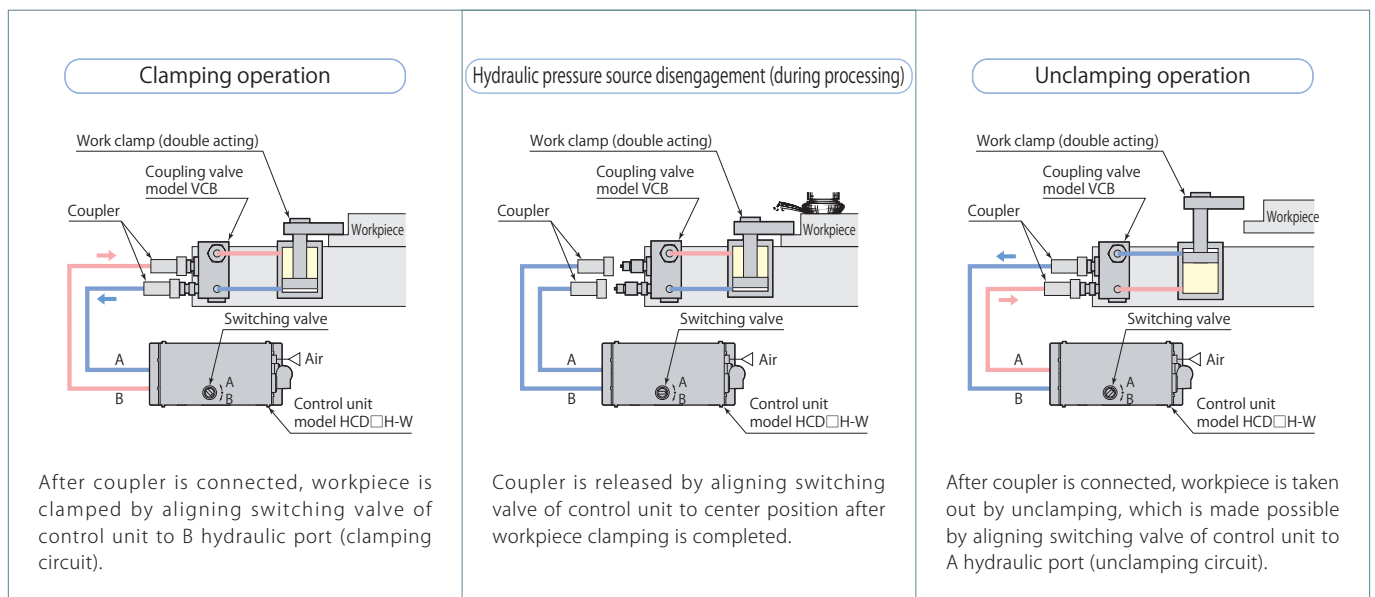 Clamping operation
Work clamp (double acting)
Coupling valve
model VCB
Coupler
Workpiece
Switching valve
A
B
Air
A
B
Control unit
model HCD□H-W
After coupler is connected, workpiece is
clamped by aligning switching valve of
control unit to B hydraulic port (clamping
circuit).
Hydraulic pressure source disengagement (during processing)
Work clamp (double acting)
Coupling valve
model VCB
Coupler
Workpiece
Switching valve
A
B
Air
A
B
Control unit
model HCD□H-W
Coupler is released by aligning switching
valve of control unit to center position after
workpiece clamping is completed.
Unclamping operation
Work clamp (double acting)
Coupling valve
model VCB
Coupler
Workpiece
Switching valve
A
B
Air
A
B
Control unit
model HCD□H-W
After coupler is connected, workpiece is taken
out by unclamping, which is made possible
by aligning switching valve of control unit to
A hydraulic port (unclamping circuit).